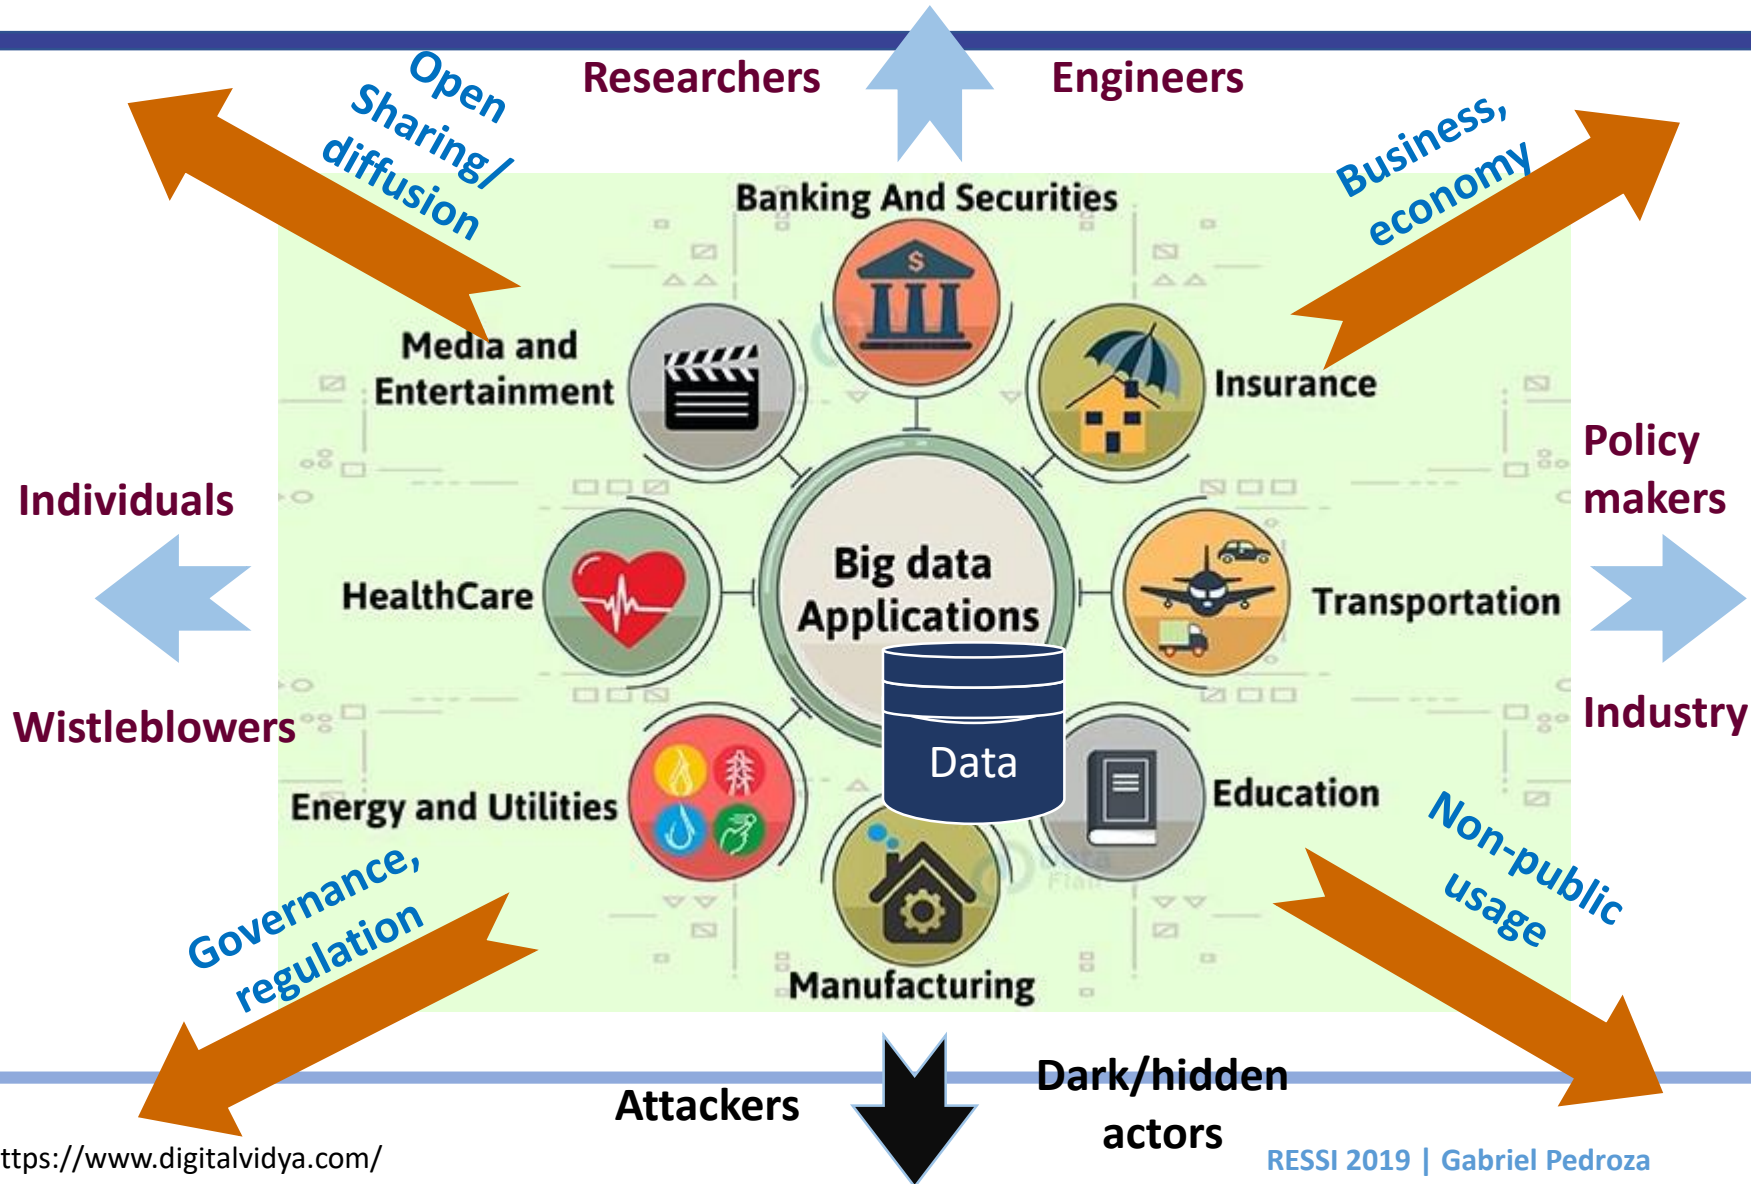 Open
Sharing/
diffusion
Researchers
Engineers
Business,
economy
Banking And Securities
Media and
Entertainment
Insurance
Policy
makers
Individuals
HealthCare
Big data
Applications
Transportation
Wistleblowers
Industry
Data
Energy and Utilities
Education
Non-public
usage
Governance,
regulation
Manufacturing
Attackers
Dark/hidden
actors
ttps://www.digitalvidya.com/
RESSI 2019 | Gabriel Pedroza